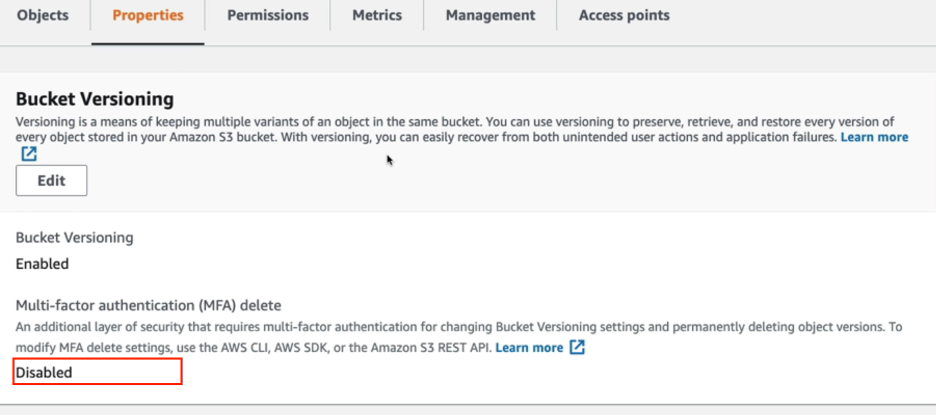 Objects Properties Permissions Metrics Management Access points
Bucket Versioning
Versioning is a means of keeping multiple variants of an object in the same bucket. You can use versioning to preserve, retrieve, and restore every version of
every object stored in your Amazon S3 bucket. With versioning, you can easily recover from both unintended user actions and application failures. Learn more
Edit
Bucket Versioning
Enabled
Multi-factor authentication (MFA) delete
An additional layer of security that requires multi-factor authentication for changing Bucket Versioning settings and permanently deleting object versions. To
modify MFA delete settings, use the AWS CLI, AWS SDK, or the Amazon S3 REST API. Learn more
Disabled